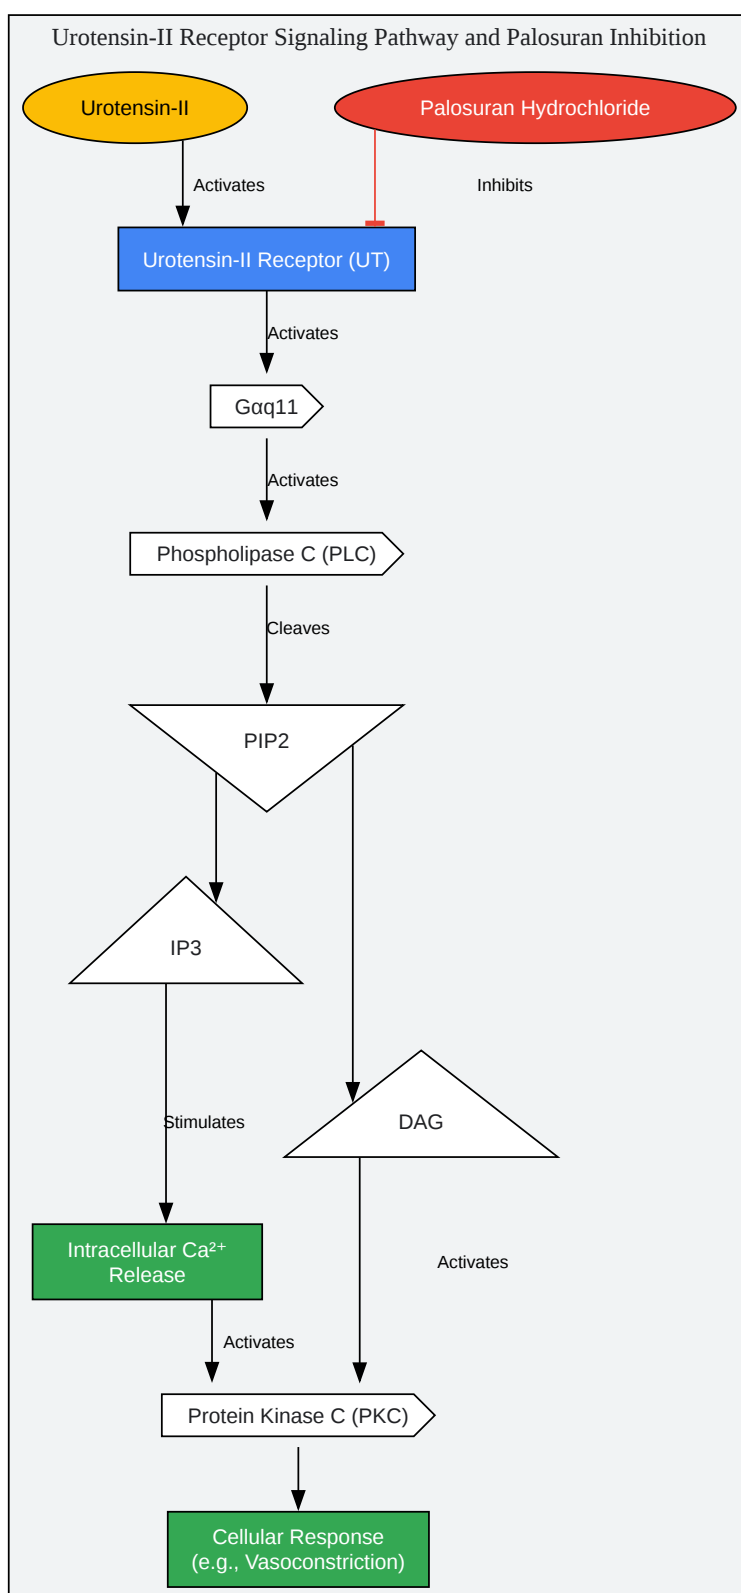 Urotensin-II Receptor Signaling Pathway and Palosuran Inhibition
Urotensin-II
Palosuran Hydrochloride
Activates
Inhibits
Urotensin-II Receptor (UT)
Activates
Gαq11
Activates
Phospholipase C (PLC)
Cleaves
PIP2
IP3
DAG
Stimulates
Intracellular Ca²⁺
Release
Activates
Activates
Protein Kinase C (PKC)
Cellular Response
(e.g., Vasoconstriction)